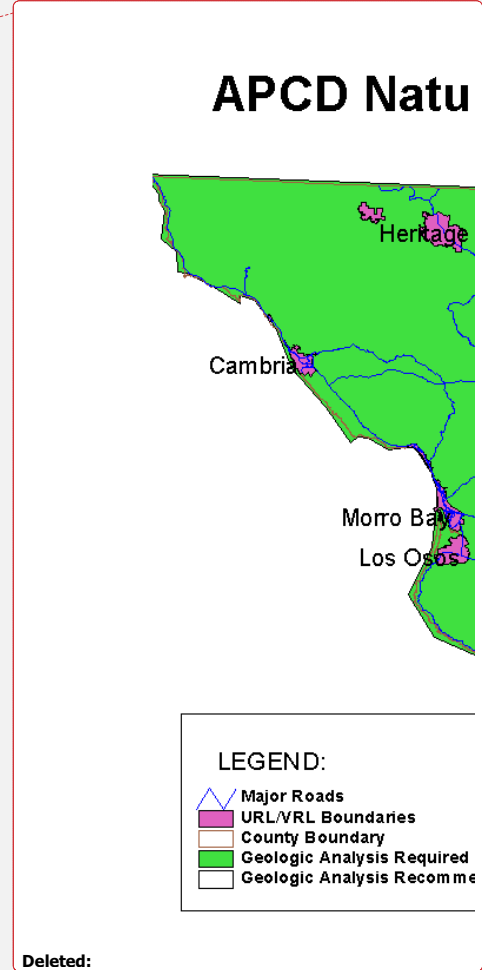 APCD Natu
Heritage
Cambria
Morro Bay
Los Osos
LEGEND:
Major Roads
URL/VRL Boundaries
County Boundary
Geologic Analysis Required
Geologic Analysis Recomme
Deleted: